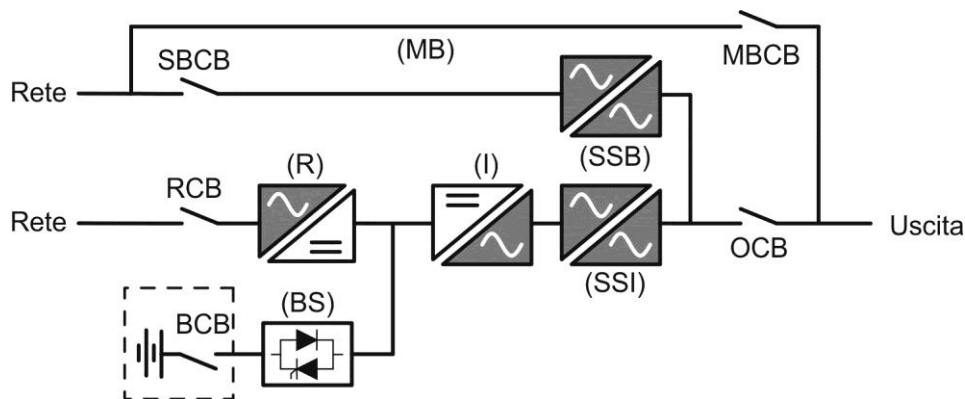 (MB)
MBCB
SBCB
Rete
(SSB)
(R)
(I)
RCB
Rete
Uscita
OCB
(SSI)
(BS)
BCB